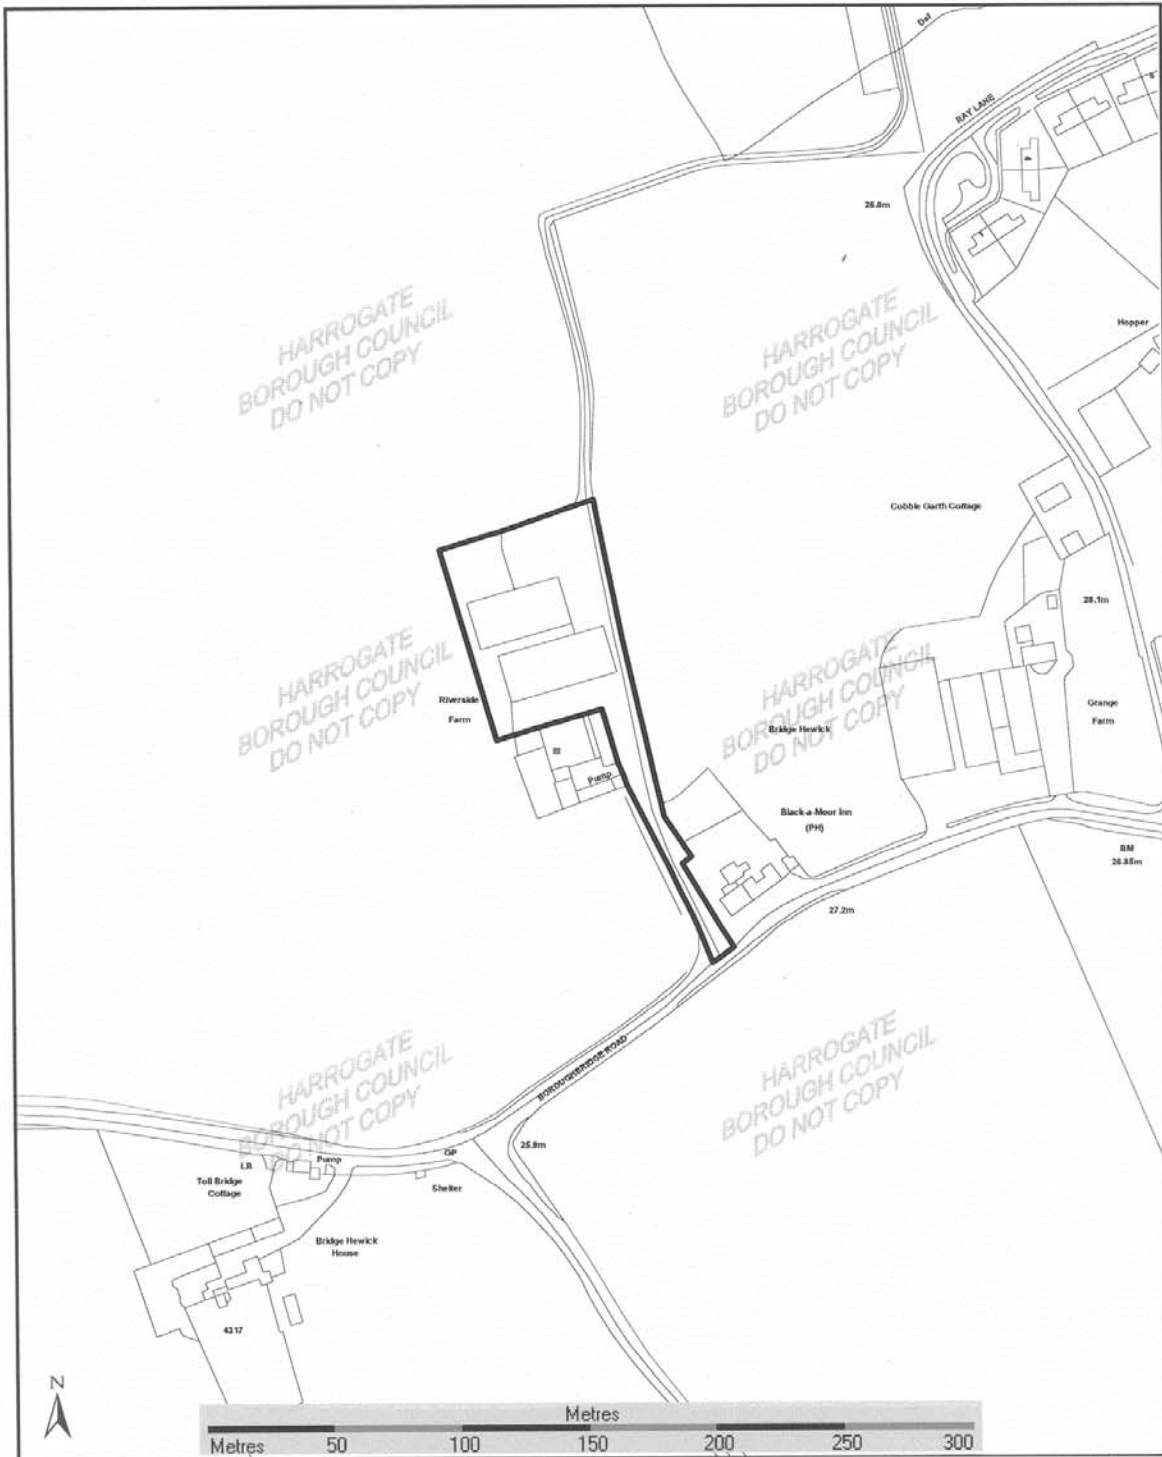 Def
RAY LANE
4
25.8m
HARROGATE
BOROUGH COUNCIL
DO NOT COPY
HARROGATE
BOROUGH COUNCIL
DO NOT COPY
Hopper
Cobble Garth Cottage
28.1m
HARROGATE
BOROUGH COUNCIL
DO NOT COPY
HARROGATE
BOROUGH COUNCIL
DO NOT COPY
Riverside
Farm
Grange
Farm
Bridge Hewick
Pump
Black-a-Moor Inn
(PH)
BM
26.85m
27.2m
HARROGATE
BOROUGH COUNCIL
DO NOT COPY
HARROGATE
BOROUGH COUNCIL
DO NOT COPY
BOROUGHBRIDGE ROAD
25.9m
GP
LB
Pump
Toll Bridge
Cottage
Shelter
Bridge Hewick
House
4317
N
Metres
Metres 50 100 150 200 250 300